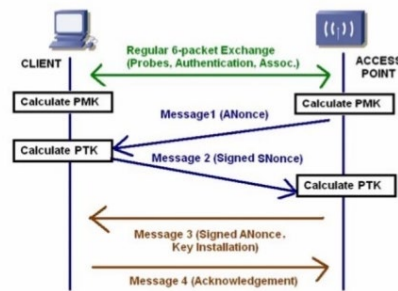 Regular 6-packet Exchange
(Probes, Authentication, Assoc.)
CLIENT
ACCESS
POINT
Calculate PMK
Calculate PMK
Message1 (ANonce)
Calculate PTK
Message 2 (Signed SNonce)
Calculate PTK
Message 3 (Signed ANonce.
Key Installation)
Message 4 (Acknowledgement)